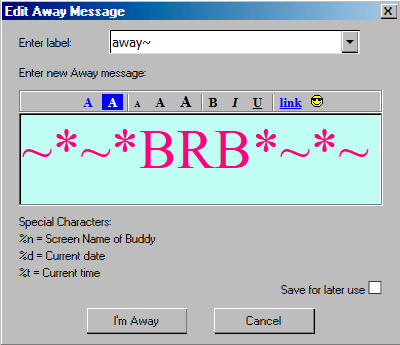 Edit Away Message
Enter label:
away~
Enter new Away message:
A A A A A B I U link
~*~*BRB*~*~
Special Characters:
%n = Screen Name of Buddy
%d = Current date
%t = Current time
Save for later use
I'm Away Cancel